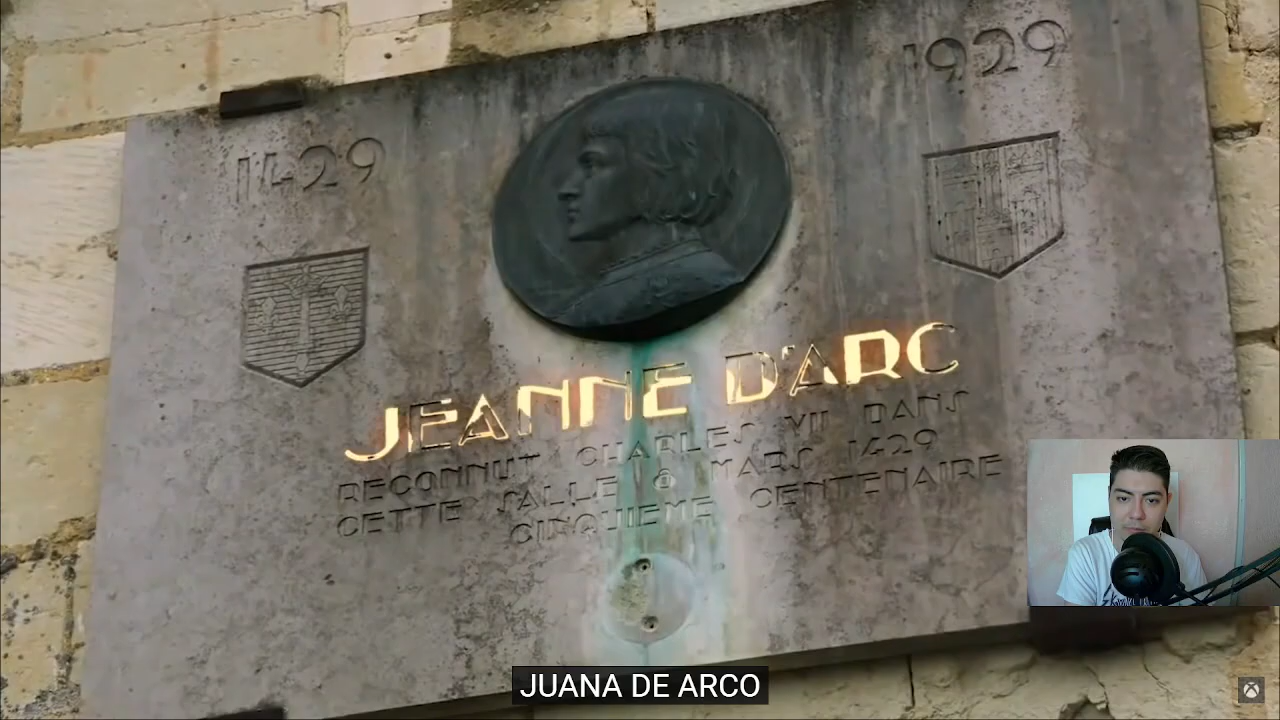 1429
1929
JEANNE D'ARC
RECONNUT CHARLES VII DANS
CETTE SALLE 8 MARS 1429
CINQUIEME CENTENAIRE
JUANA DE ARCO